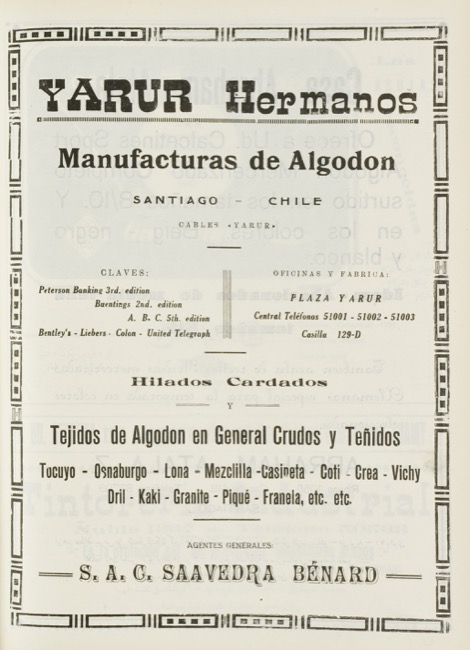 YARUR Hermanos
Manufacturas de Algodon
SANTIAGO - CHILE
CABLES «YARUR»
CLAVES:
Peterson Banking 3rd. edition
Baentings 2nd. edition
A. B. C. 5th. edition
Bentley's - Liebers - Colon - United Telegraph
OFICINAS Y FABRICA:
PLAZA YARUR
Central Teléfonos 51001 - 51002 - 51003
Casilla 129-D
Hilados Cardados
Y
Tejidos de Algodon en General Crudos y Teñidos
Tocuyo - Osnaburgo - Lona - Mezclilla -Casineta - Cotí - Crea - Vichy
Dril - Kaki - Granite - Piqué - Franela, etc. etc.
AGENTES GENERALES:
S. A. C. SAAVEDRA BÉNARD